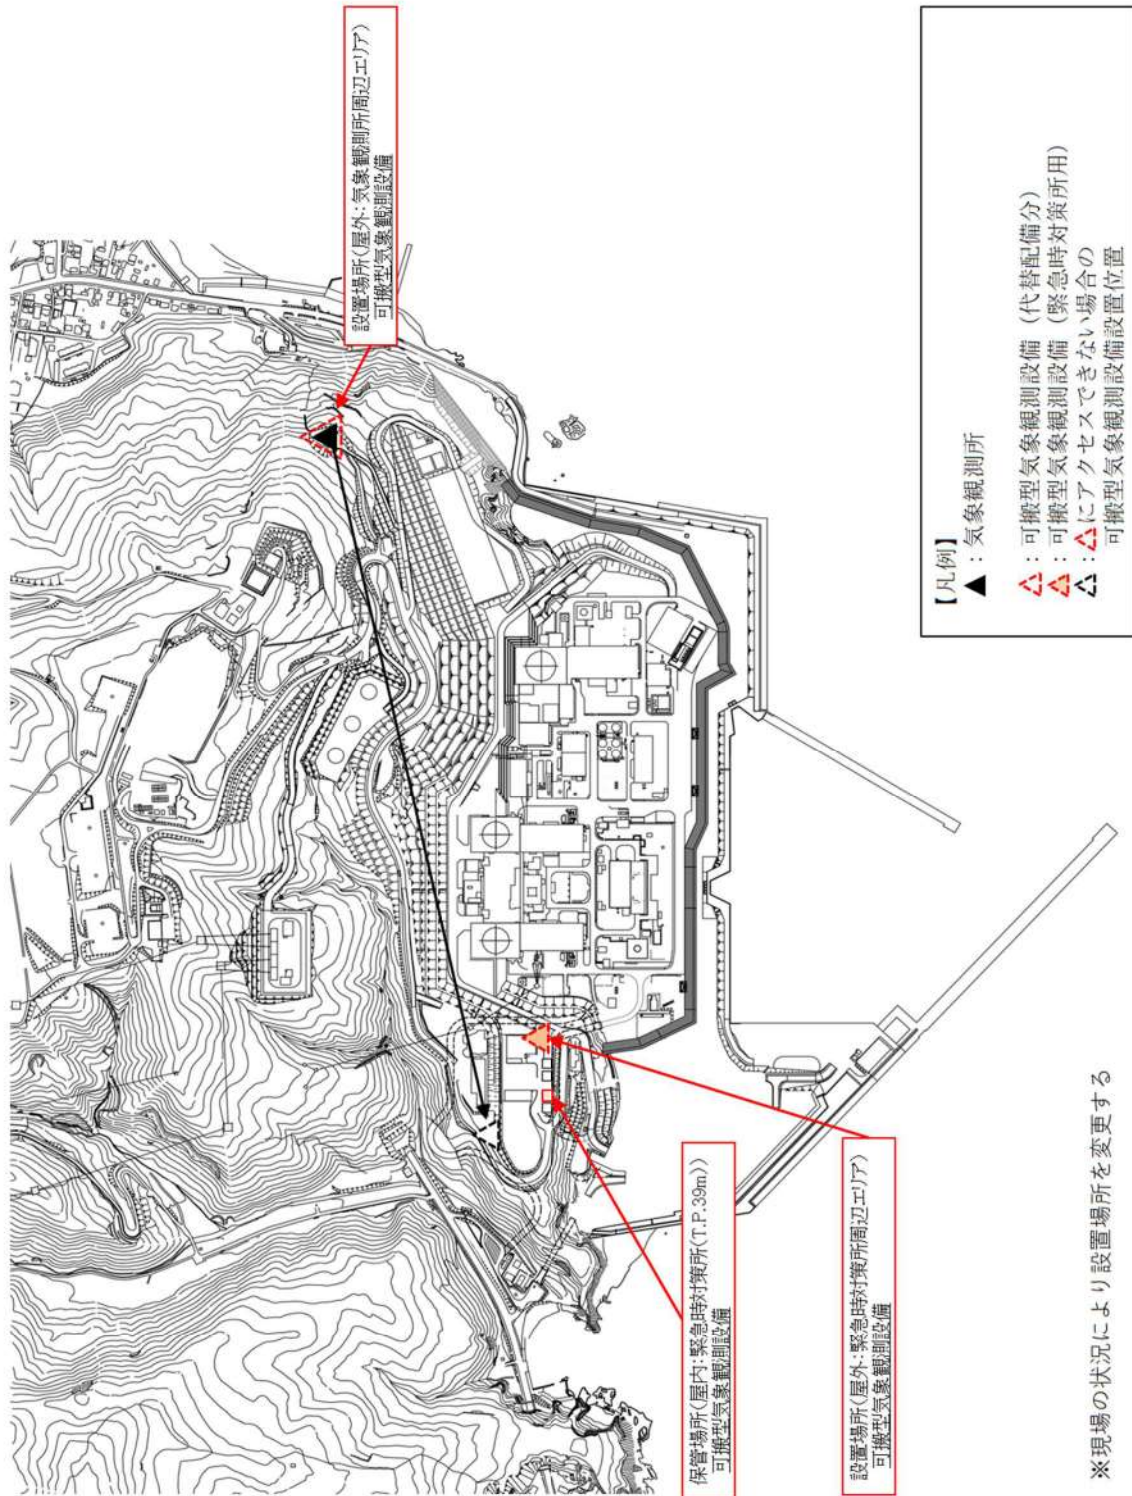 設置場所(屋外:気象観測所周辺エリア)
可搬型気象観測設備
保管場所(屋内:緊急時対策所(T.P.39m))
可搬型気象観測設備
設置場所(屋外:緊急時対策所周辺エリア)
可搬型気象観測設備
【凡例】
▲:気象観測所
:可搬型気象観測設備(代替配備分)
:可搬型気象観測設備(緊急時対策所用)
:にアクセスできない場合の
可搬型気象観測設備設置位置
※現場の状況により設置場所を変更する